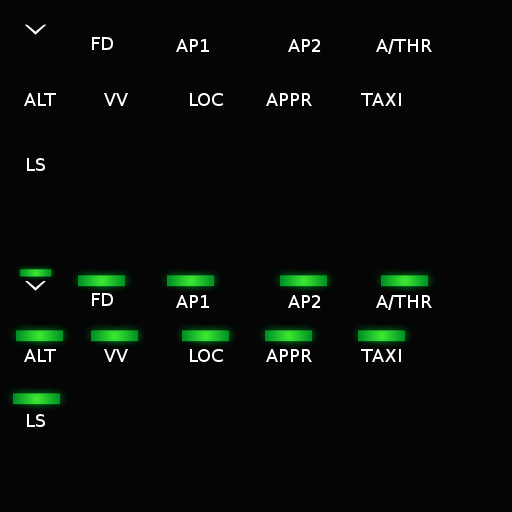 FD AP1 AP2 A/THR
ALT VV LOC APPR TAXI
LS
FD AP1 AP2 A/THR
ALT VV LOC APPR TAXI
LS